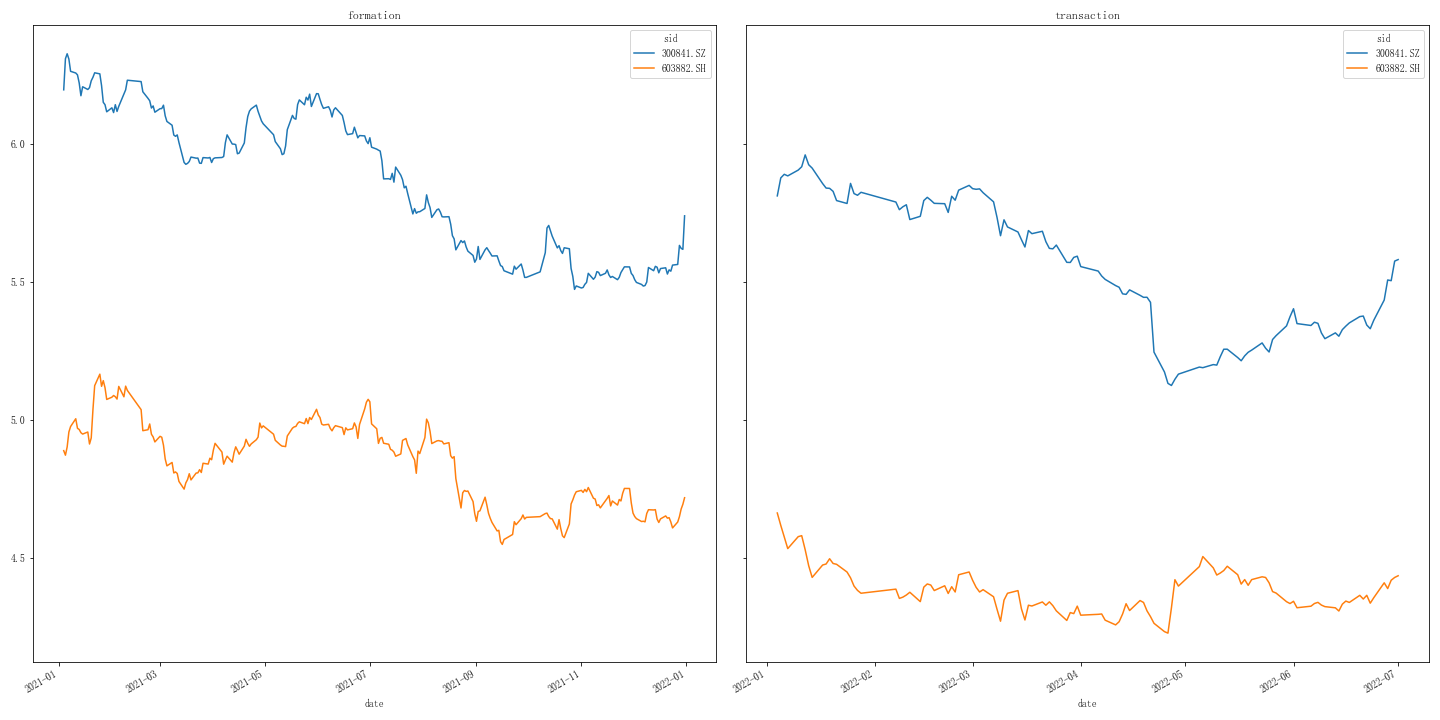 formation
sid
300841.SZ
603882.SH
6.0
5.5
5.0
4.5
2021-01
2021-03
2021-05
2021-07
2021-09
2021-11
2022-01
date
transaction
sid
300841.SZ
603882.SH
2022-01
2022-02
2022-03
2022-04
2022-05
2022-06
2022-07
date